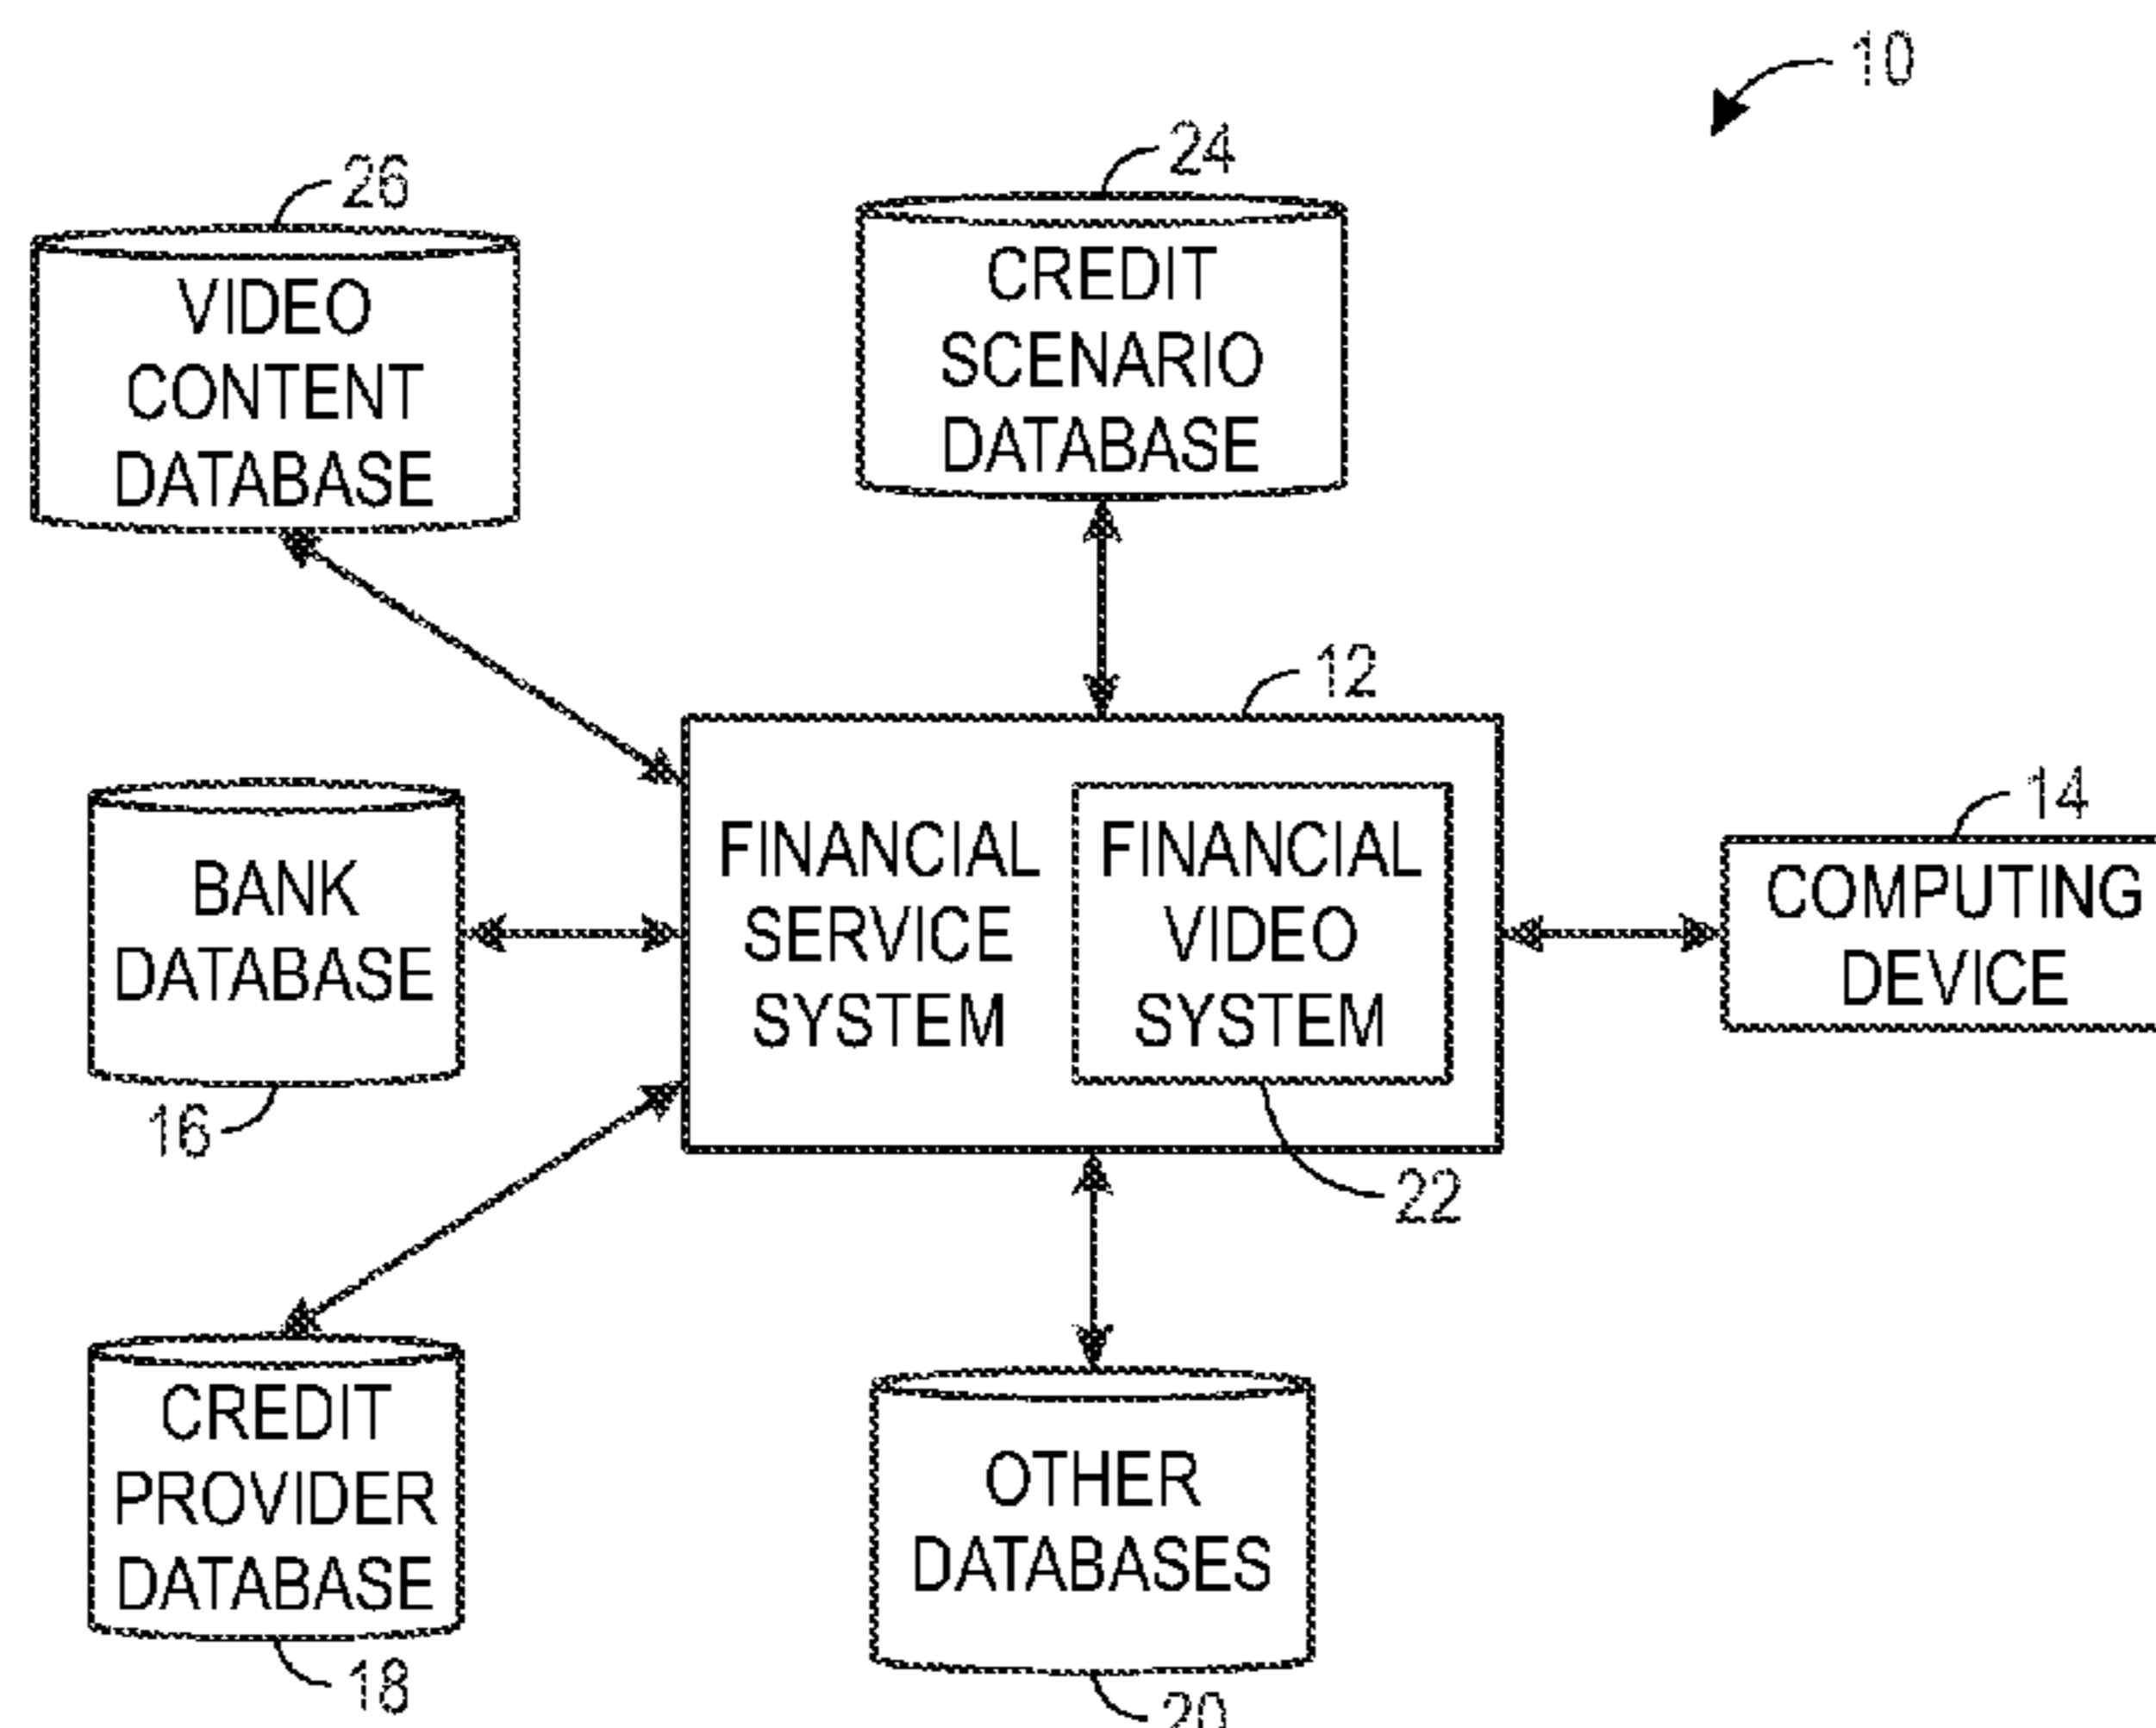 10
26
VIDEO
CONTENT
DATABASE
24
CREDIT
SCENARIO
DATABASE
12
FINANCIAL
SERVICE
SYSTEM
FINANCIAL
VIDEO
SYSTEM
22
14
COMPUTING
DEVICE
BANK
DATABASE
16
CREDIT
PROVIDER
DATABASE
18
OTHER
DATABASES
20